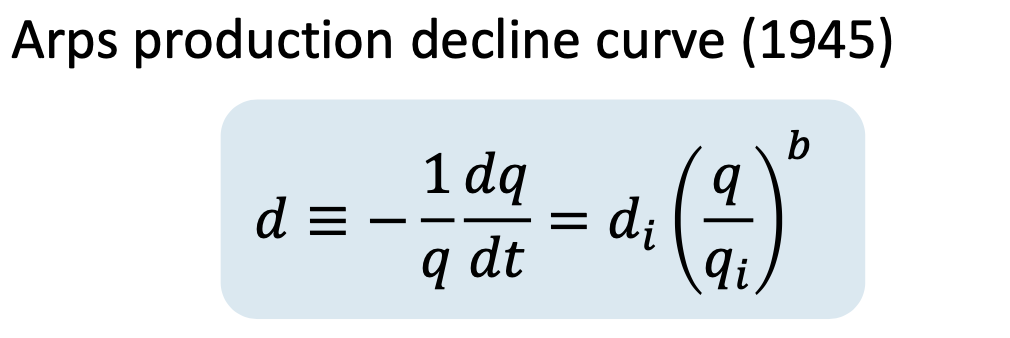 Arps production decline curve (1945)
d ≡ − (1/q) (dq/dt) = dᵢ (q/qᵢ)ᵇ